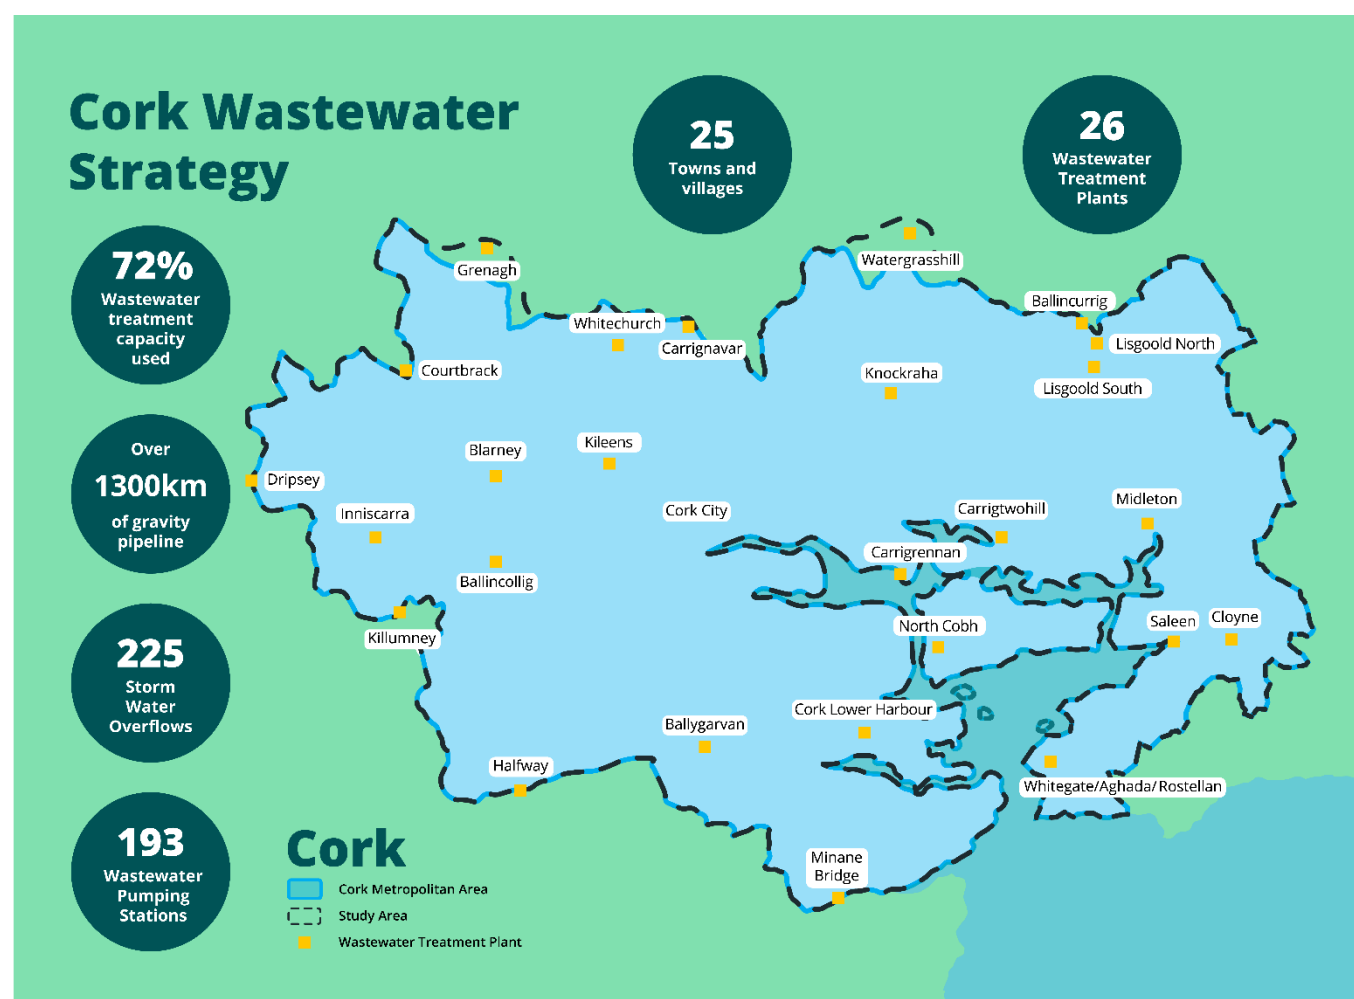 Cork Wastewater
Strategy
25
Towns and
villages
26
Wastewater
Treatment
Plants
72%
Wastewater
treatment
capacity
used
Over
1300km
of gravity
pipeline
225
Storm
Water
Overflows
193
Wastewater
Pumping
Stations
Grenagh
Watergrasshill
Ballincurrig
Whitechurch
Carrignavar
Lisgoold North
Courtbrack
Knockraha
Lisgoold South
Blarney
Kileens
Dripsey
Inniscarra
Cork City
Carrigtwohill
Midleton
Carrigrennan
Ballincollig
Killumney
North Cobh
Saleen
Cloyne
Cork Lower Harbour
Ballygarvan
Halfway
Whitegate/Aghada/Rostellan
Minane
Bridge
Cork
Cork Metropolitan Area
Study Area
Wastewater Treatment Plant